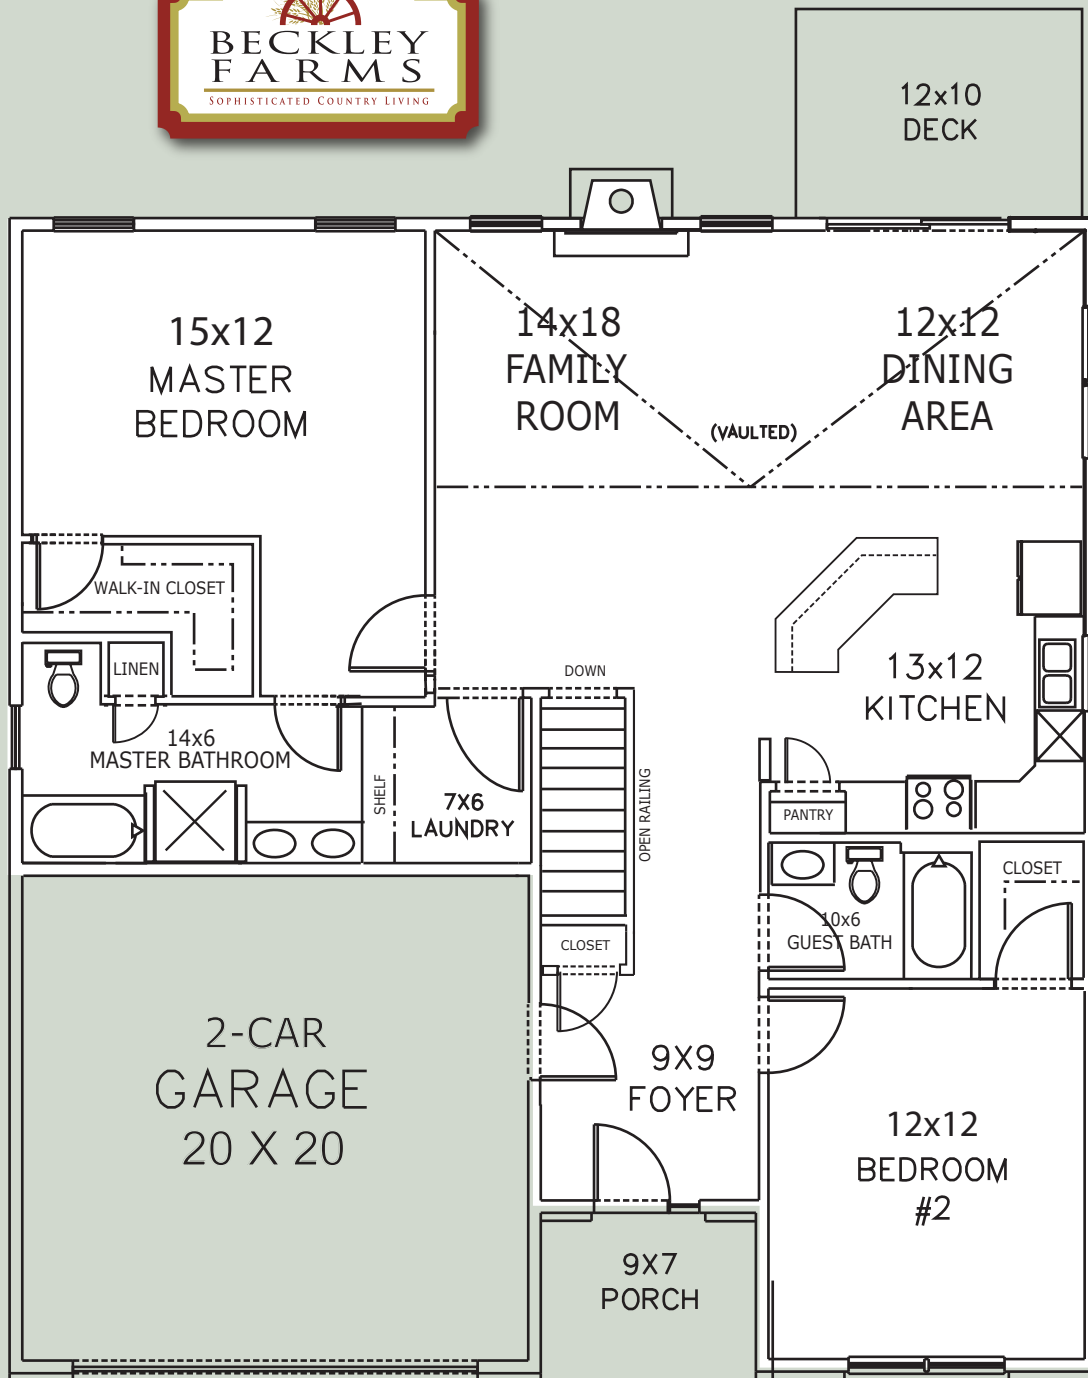 BECKLEY
FARMS
SOPHISTICATED COUNTRY LIVING
12x10
DECK
15x12
MASTER
BEDROOM
14x18
FAMILY
ROOM
12x12
DINING
AREA
(VAULTED)
WALK-IN CLOSET
LINEN
DOWN
13x12
KITCHEN
14x6
MASTER BATHROOM
SHELF
7X6
LAUNDRY
OPEN RAILING
PANTRY
CLOSET
10x6
GUEST BATH
CLOSET
2-CAR
GARAGE
20 X 20
9X9
FOYER
12x12
BEDROOM
#2
9X7
PORCH